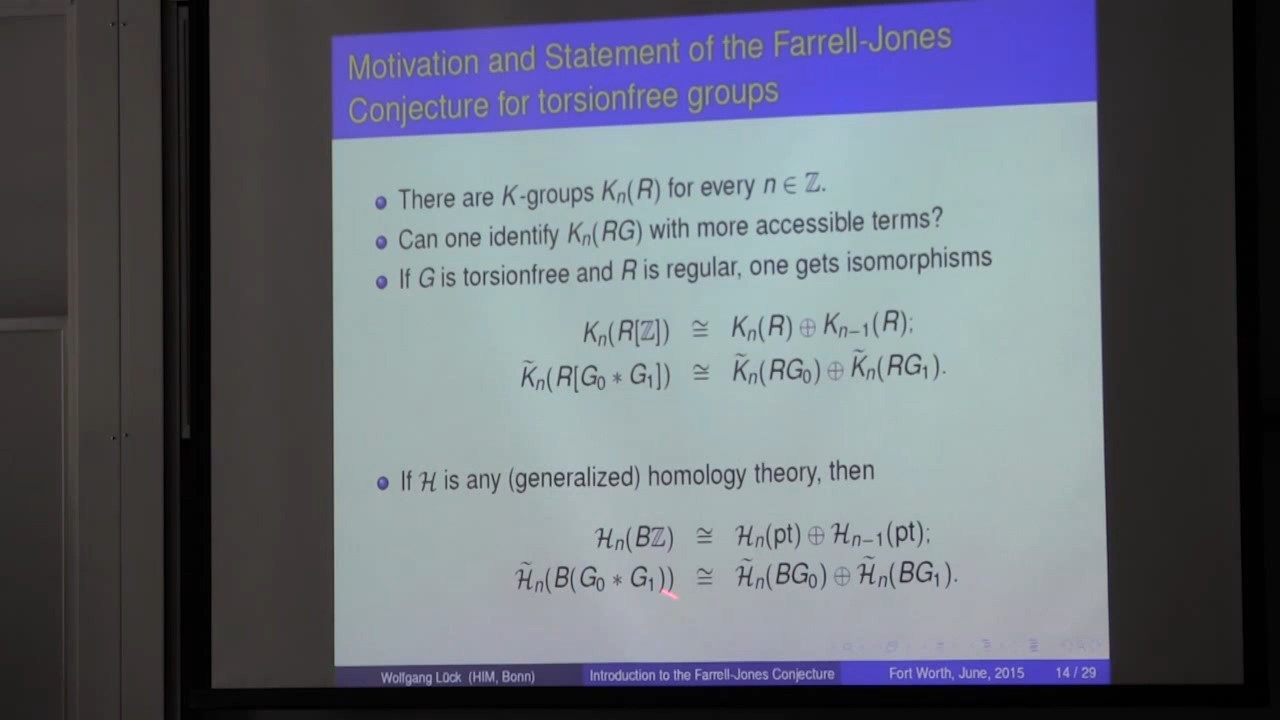 Motivation and Statement of the Farrell-Jones
Conjecture for torsionfree groups
There are K-groups Kₙ(R) for every n ∈ ℤ.
Can one identify Kₙ(RG) with more accessible terms?
If G is torsionfree and R is regular, one gets isomorphisms
Kₙ(R[ℤ]) ≅ Kₙ(R) ⊕ Kₙ₋₁(R);
K̃ₙ(R[G₀ * G₁]) ≅ K̃ₙ(RG₀) ⊕ K̃ₙ(RG₁).
If ℋ is any (generalized) homology theory, then
ℋₙ(Bℤ) ≅ ℋₙ(pt) ⊕ ℋₙ₋₁(pt);
ℋ̃ₙ(B(G₀ * G₁)) ≅ ℋ̃ₙ(BG₀) ⊕ ℋ̃ₙ(BG₁).
Wolfgang Lück (HIM, Bonn) Introduction to the Farrell-Jones Conjecture Fort Worth, June, 2015 14 / 29